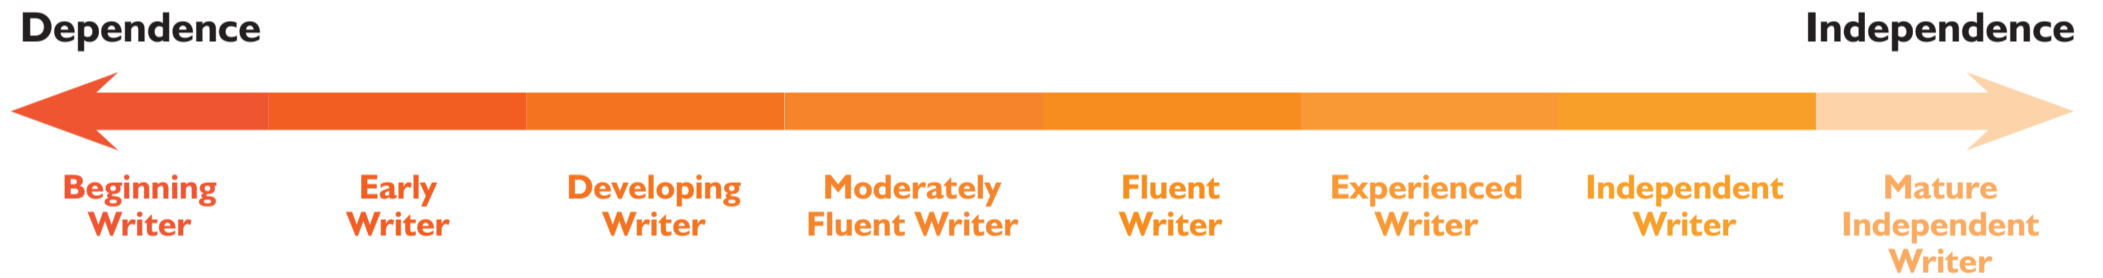 Dependence
Independence
Beginning
Writer
Early
Writer
Developing
Writer
Moderately
Fluent Writer
Fluent
Writer
Experienced
Writer
Independent
Writer
Mature
Independent
Writer